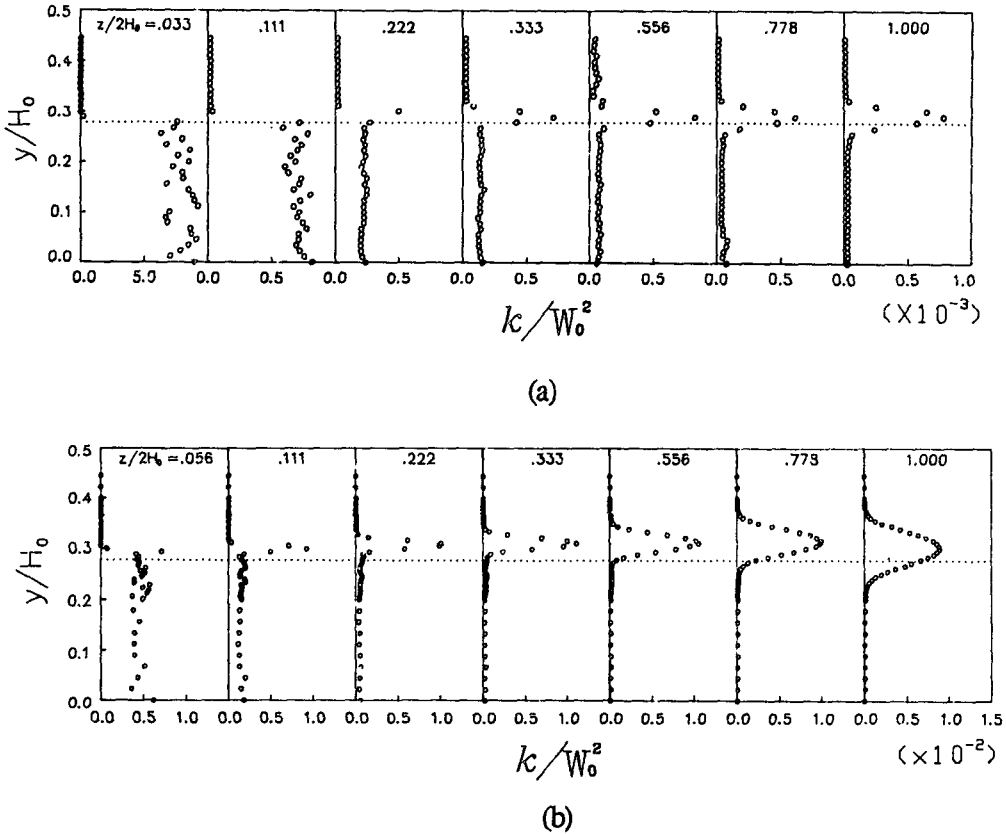 z/2H₀ =.033 .111 .222 .333 .556 .778 1.000
0.5
0.4
0.3
0.2
0.1
0.0
y/H₀
0.0 5.0 0.0 0.5 0.0 0.5 0.0 0.5 0.0 0.5 0.0 0.5 0.0 0.5 1.0
k/W₀²
(X10⁻³)
(a)
z/2H₀ =.056 .111 .222 .333 .556 .778 1.000
0.5
0.4
0.3
0.2
0.1
0.0
y/H₀
0.0 0.5 1.0 0.0 0.5 1.0 0.0 0.5 1.0 0.0 0.5 1.0 0.0 0.5 1.0 0.0 0.5 1.0 0.0 0.5 1.0 1.5
k/W₀²
(×10⁻²)
(b)